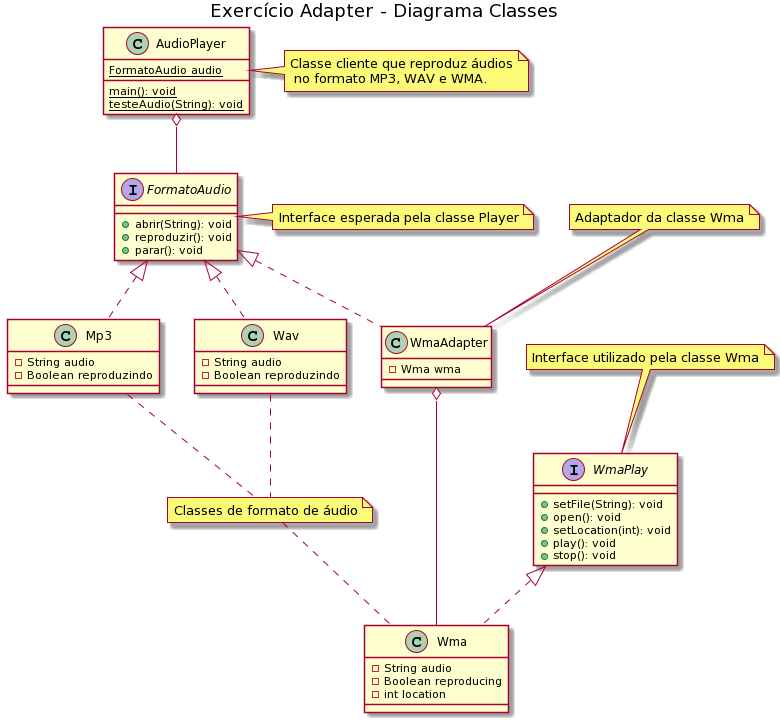 Exercício Adapter - Diagrama Classes
C AudioPlayer
FormatoAudio audio
main(): void
testeAudio(String): void
Classe cliente que reproduz áudios
no formato MP3, WAV e WMA.
I FormatoAudio
abrir(String): void
reproduzir(): void
parar(): void
Interface esperada pela classe Player
Adaptador da classe Wma
C Mp3
String audio
Boolean reproduzindo
C Wav
String audio
Boolean reproduzindo
C WmaAdapter
Wma wma
Interface utilizado pela classe Wma
I WmaPlay
setFile(String): void
open(): void
setLocation(int): void
play(): void
stop(): void
Classes de formato de áudio
C Wma
String audio
Boolean reproducing
int location